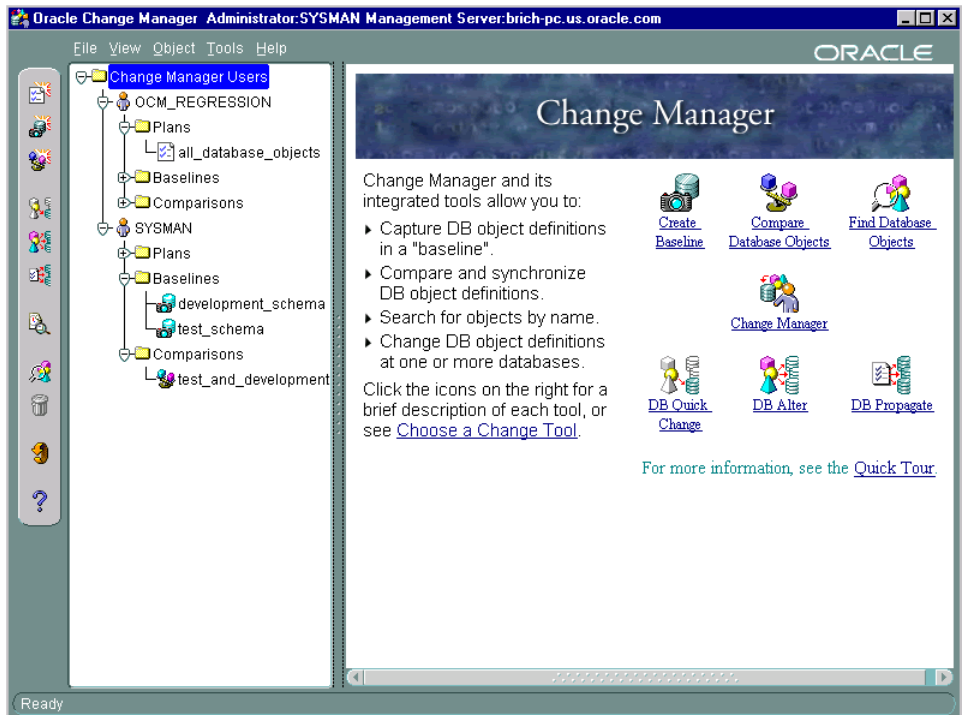 Oracle Change Manager Administrator:SYSMAN Management Server:brich-pc.us.oracle.com
File View Object Tools Help
ORACLE
Change Manager Users
OCM_REGRESSION
Plans
all_database_objects
Baselines
Comparisons
SYSMAN
Plans
Baselines
development_schema
test_schema
Comparisons
test_and_development
Change Manager
Change Manager and its
integrated tools allow you to:
Capture DB object definitions
in a "baseline".
Compare and synchronize
DB object definitions.
Search for objects by name.
Change DB object definitions
at one or more databases.
Click the icons on the right for a
brief description of each tool, or
see Choose a Change Tool.
Create
Baseline
Compare
Database Objects
Find Database
Objects
Change Manager
DB Quick
Change
DB Alter
DB Propagate
For more information, see the Quick Tour.
Ready